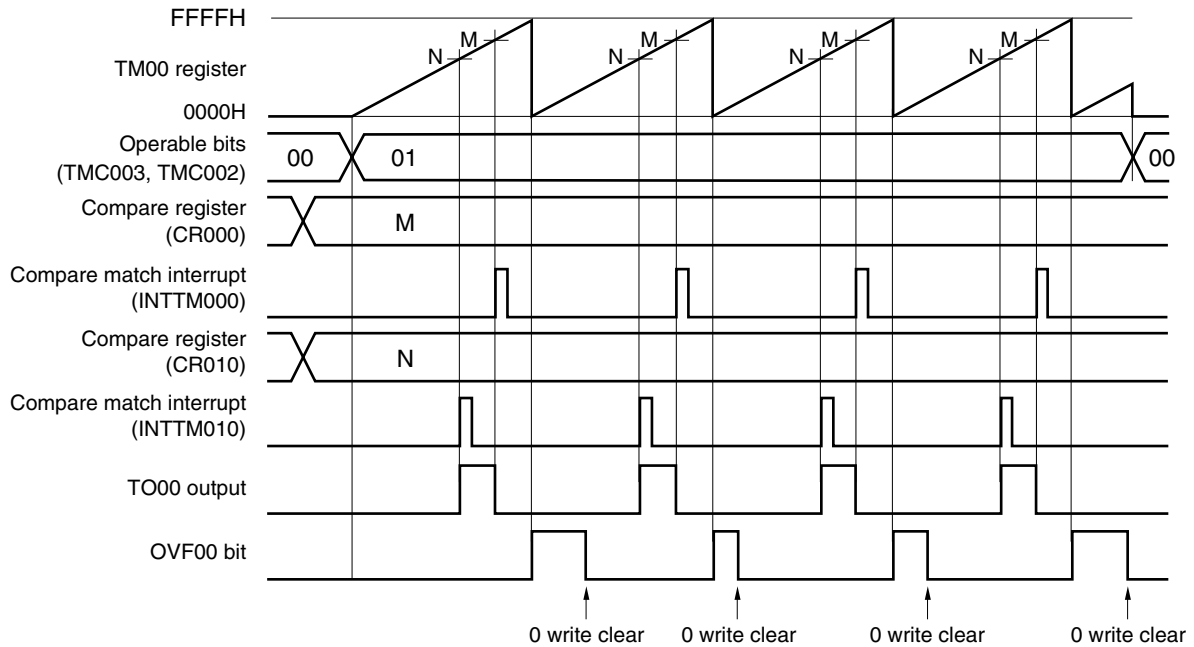 FFFFH
M M M M
N N N N
TM00 register
0000H
Operable bits
(TMC003, TMC002)
00 01 00
Compare register
(CR000)
M
Compare match interrupt
(INTTM000)
Compare register
(CR010)
N
Compare match interrupt
(INTTM010)
TO00 output
OVF00 bit
0 write clear 0 write clear 0 write clear 0 write clear